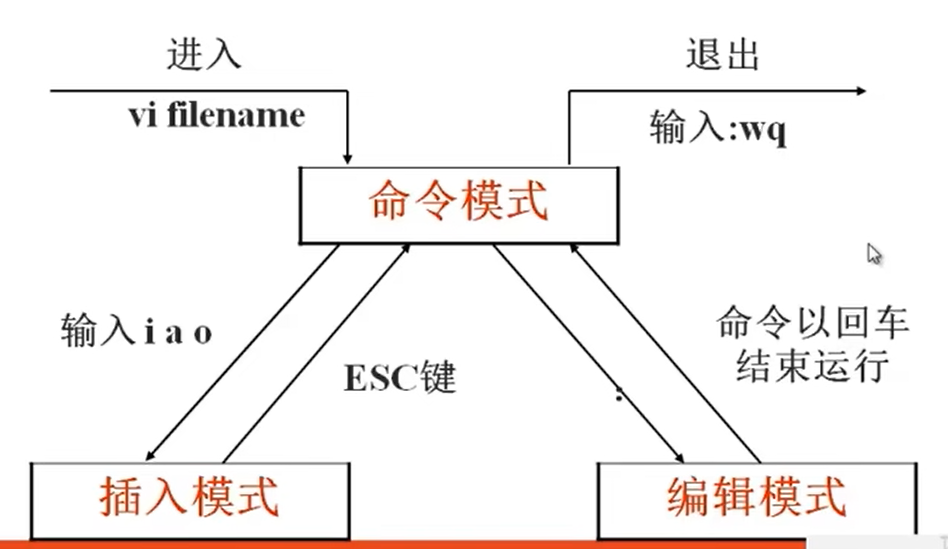 进入
vi filename
退出
输入:wq
命令模式
输入 i a o
ESC键
:
命令以回车
结束运行
插入模式
编辑模式